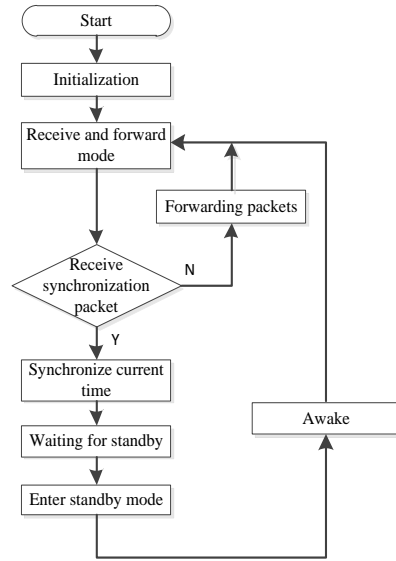 Start
Initialization
Receive and forward
mode
Forwarding packets
Receive
synchronization
packet
N
Y
Synchronize current
time
Waiting for standby
Awake
Enter standby mode